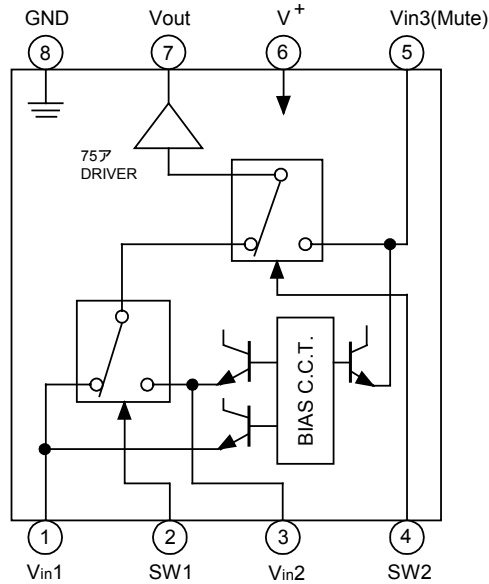 GND Vout V+ Vin3(Mute)
8 7 6 5
75ア
DRIVER
BIAS C.C.T.
1 2 3 4
Vin1 SW1 Vin2 SW2